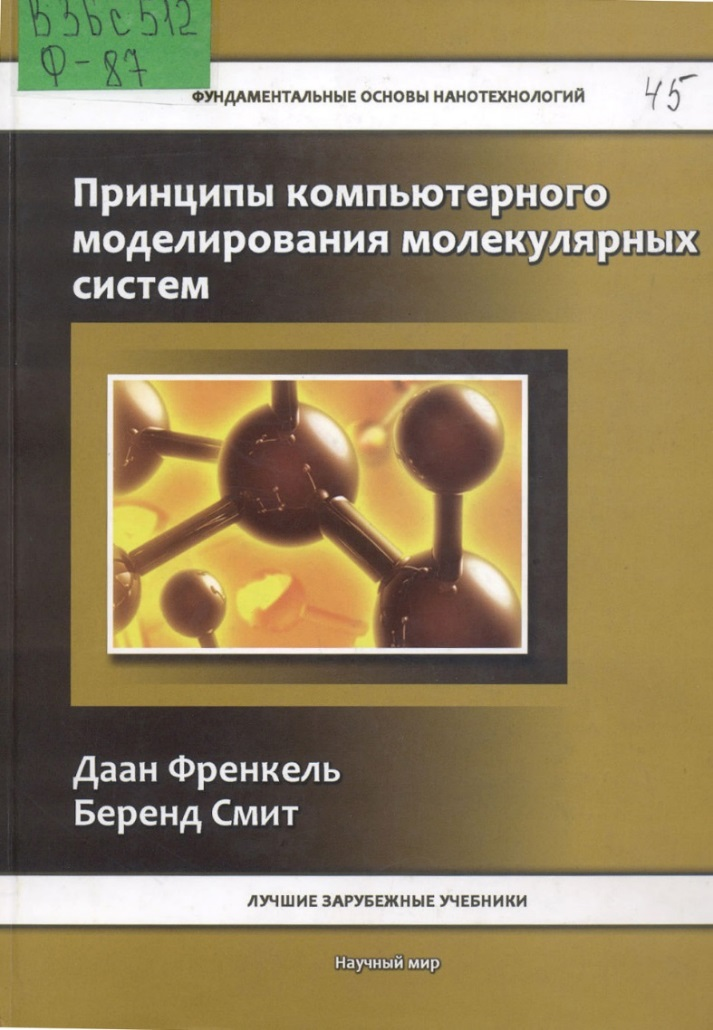 В3бс512
Ф-87
ФУНДАМЕНТАЛЬНЫЕ ОСНОВЫ НАНОТЕХНОЛОГИЙ
45
Принципы компьютерного
моделирования молекулярных
систем
Даан Френкель
Беренд Смит
ЛУЧШИЕ ЗАРУБЕЖНЫЕ УЧЕБНИКИ
Научный мир